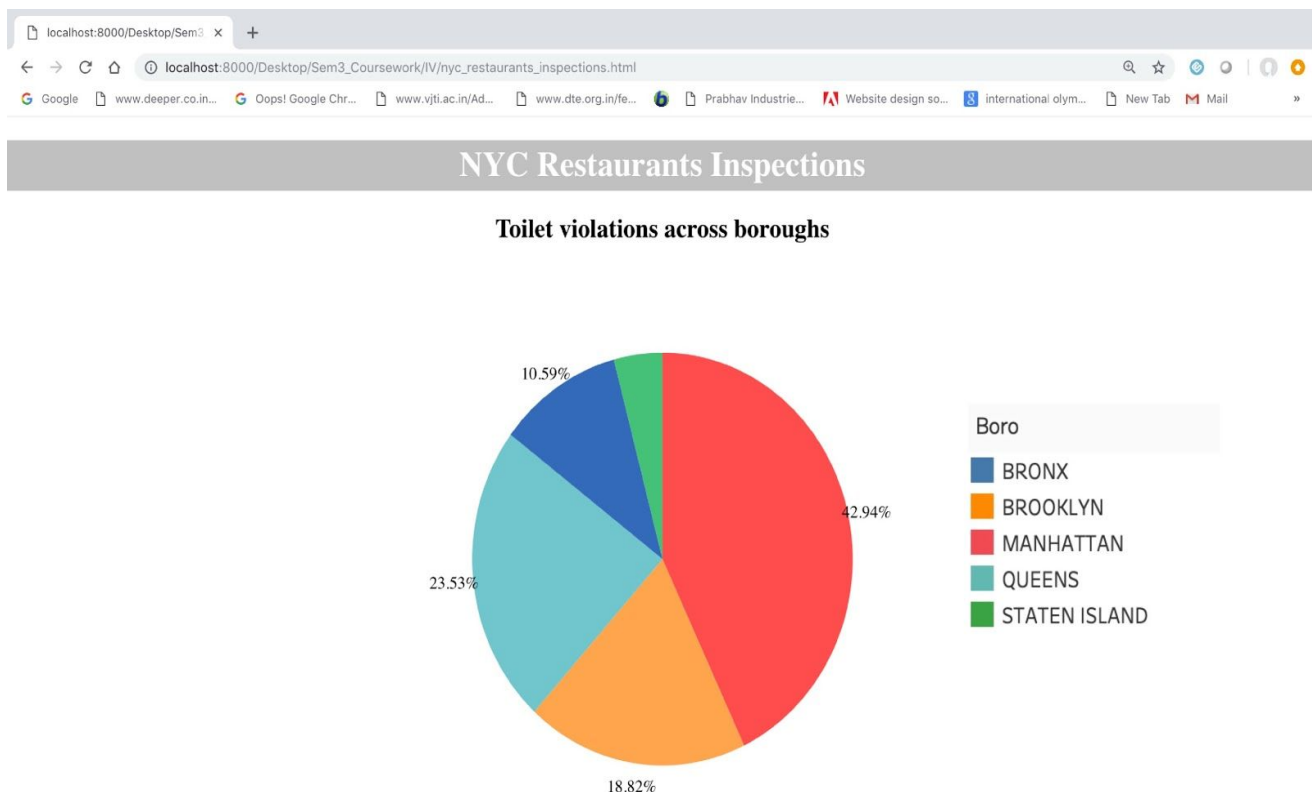 localhost:8000/Desktop/Sem3
localhost:8000/Desktop/Sem3_Coursework/IV/nyc_restaurants_inspections.html
Google www.deeper.co.in... Oops! Google Chr... www.vjti.ac.in/Ad... www.dte.org.in/fe... Prabhav Industrie... Website design so... international olym... New Tab Mail »
NYC Restaurants Inspections
Toilet violations across boroughs
10.59%
42.94%
23.53%
18.82%
Boro
BRONX
BROOKLYN
MANHATTAN
QUEENS
STATEN ISLAND